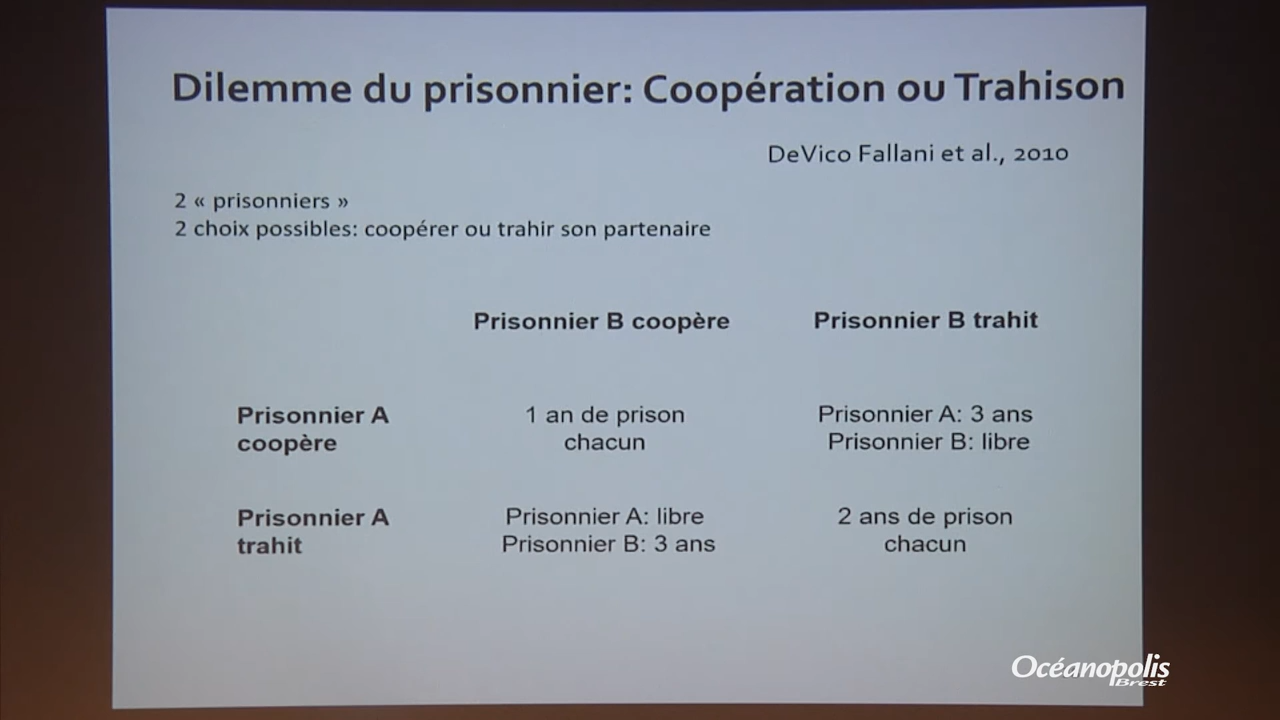 Dilemme du prisonnier: Coopération ou Trahison
DeVico Fallani et al., 2010
2 « prisonniers »
2 choix possibles: coopérer ou trahir son partenaire
Prisonnier B coopère
Prisonnier B trahit
Prisonnier A
coopère
1 an de prison
chacun
Prisonnier A: 3 ans
Prisonnier B: libre
Prisonnier A
trahit
Prisonnier A: libre
Prisonnier B: 3 ans
2 ans de prison
chacun
Océanopolis
Brest